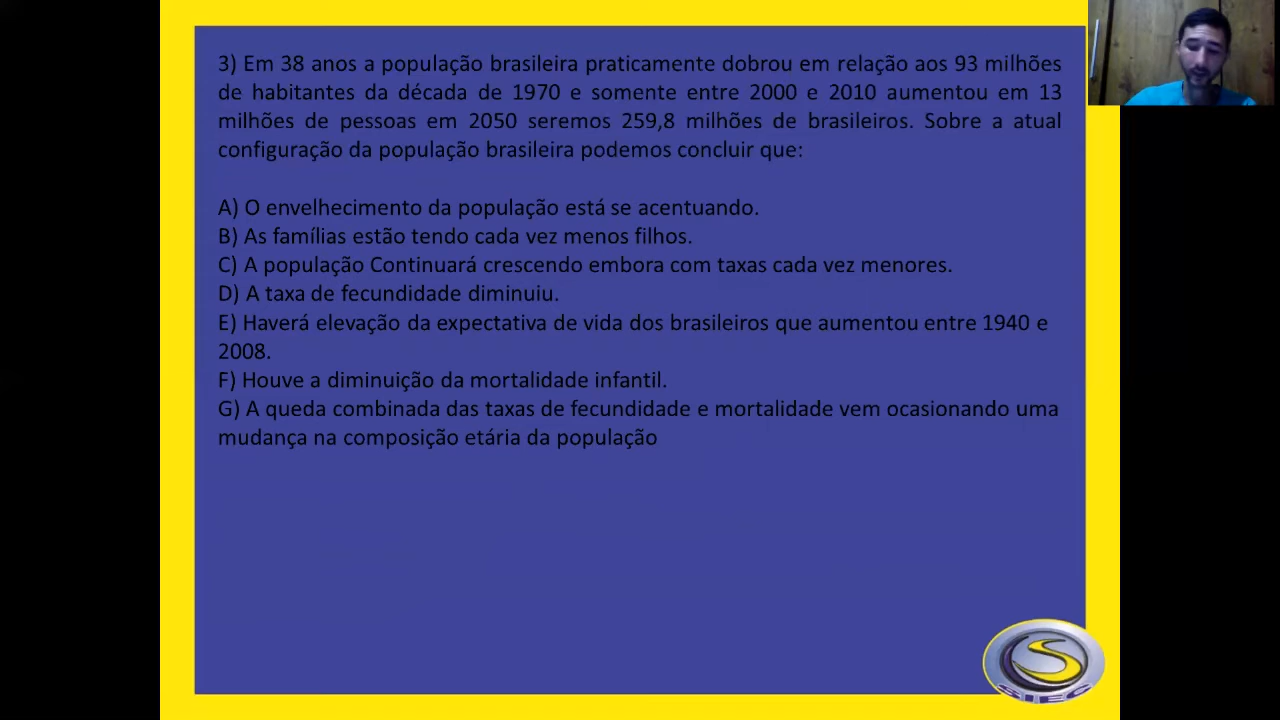 3) Em 38 anos a população brasileira praticamente dobrou em relação aos 93 milhões
de habitantes da década de 1970 e somente entre 2000 e 2010 aumentou em 13
milhões de pessoas em 2050 seremos 259,8 milhões de brasileiros. Sobre a atual
configuração da população brasileira podemos concluir que:
A) O envelhecimento da população está se acentuando.
B) As famílias estão tendo cada vez menos filhos.
C) A população Continuará crescendo embora com taxas cada vez menores.
D) A taxa de fecundidade diminuiu.
E) Haverá elevação da expectativa de vida dos brasileiros que aumentou entre 1940 e
2008.
F) Houve a diminuição da mortalidade infantil.
G) A queda combinada das taxas de fecundidade e mortalidade vem ocasionando uma
mudança na composição etária da população
SIEC